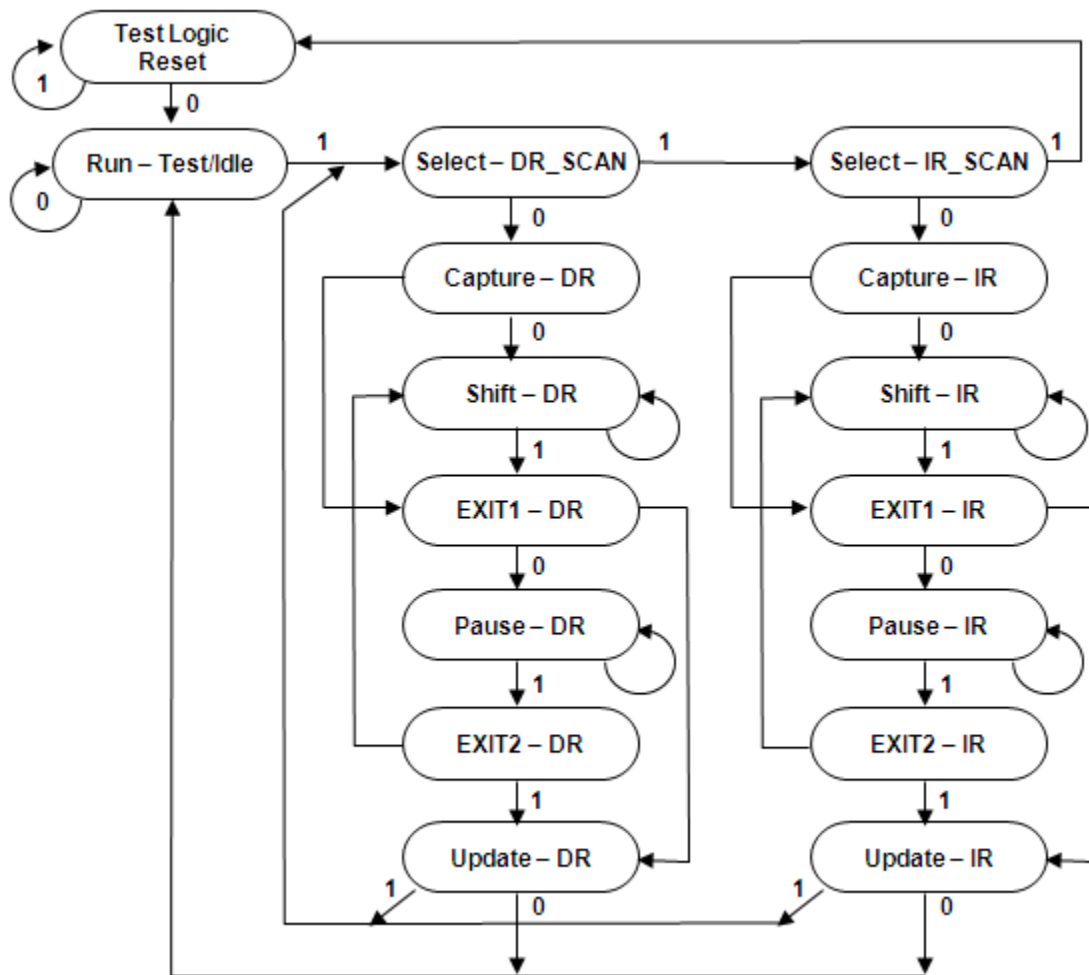 Test Logic
Reset
1
0
Run – Test/Idle
1
Select – DR_SCAN
1
Select – IR_SCAN
1
0
0
0
Capture – DR
Capture – IR
0
0
Shift – DR
Shift – IR
1
1
EXIT1 – DR
EXIT1 – IR
0
0
Pause – DR
Pause – IR
1
1
EXIT2 – DR
EXIT2 – IR
1
1
Update – DR
Update – IR
1
0
1
0